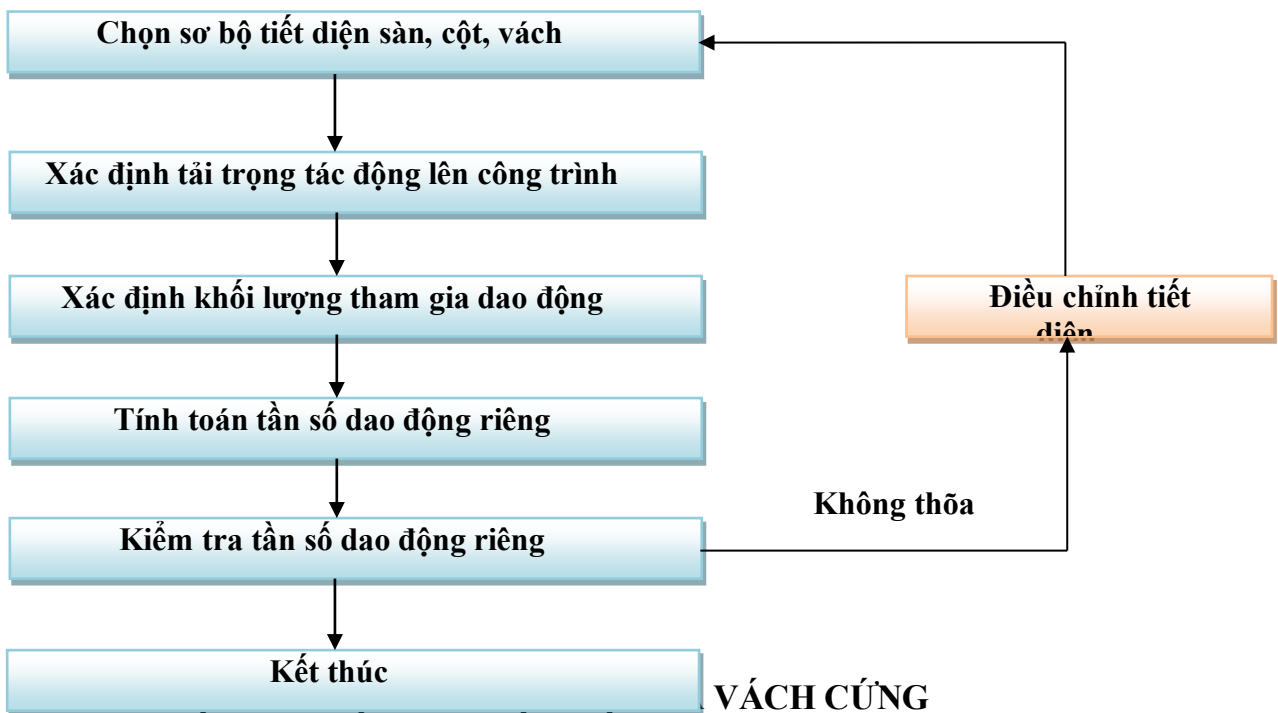 Chọn sơ bộ tiết diện sàn, cột, vách
Xác định tải trọng tác động lên công trình
Xác định khối lượng tham gia dao động
Điều chỉnh tiết
diện
Tính toán tần số dao động riêng
Không thõa
Kiểm tra tần số dao động riêng
Kết thúc
VÁCH CỨNG